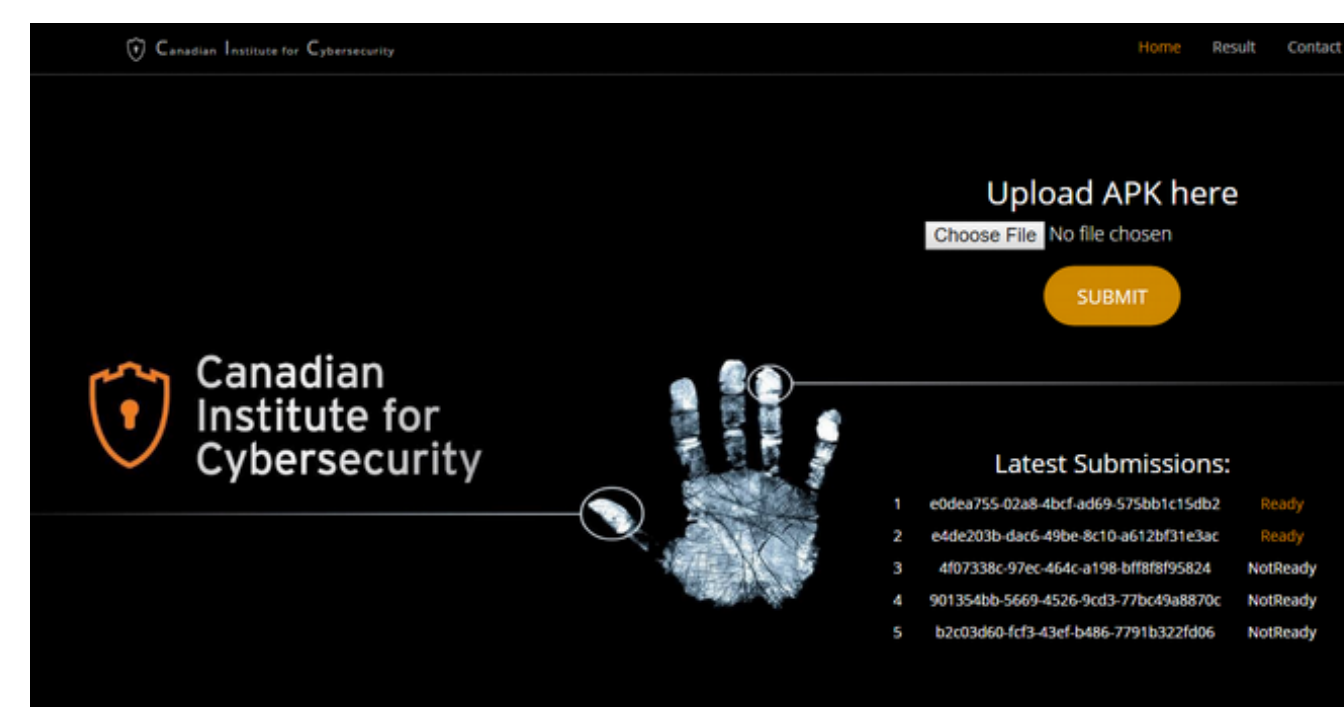 Canadian Institute for Cybersecurity
Home Result Contact
Upload APK here
Choose File No file chosen
SUBMIT
Canadian
Institute for
Cybersecurity
Latest Submissions:
1 e0dea755-02a8-4bcf-ad69-575bb1c15db2 Ready
2 e4de203b-dac6-49be-8c10-a612bf31e3ac Ready
3 4f07338c-97ec-464c-a198-bff8f8f95824 NotReady
4 901354bb-5669-4526-9cd3-77bc49a8870c NotReady
5 b2c03d60-fcf3-43ef-b486-7791b322fd06 NotReady